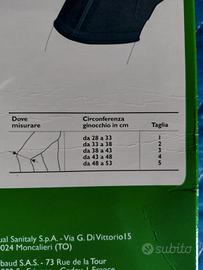 Dove misurare
Circonferenza ginocchio in cm
Taglia
da 28 a 33 1
da 33 a 38 2
da 38 a 43 3
da 43 a 48 4
da 48 a 53 5
ual Sanitaly S.p.A. - Via G. Di Vittorio 15
024 Moncalieri (TO)
baud S.A.S. - 73 Rue de la Tour
subito